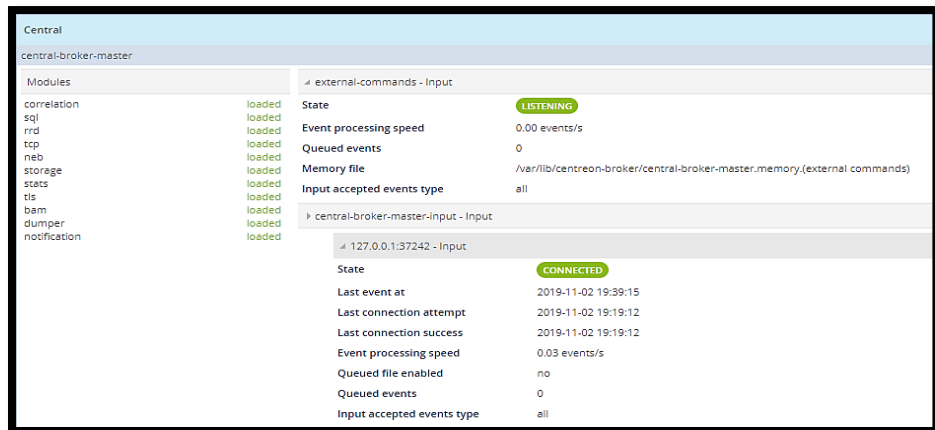 Central
central-broker-master
Modules
correlation loaded
sql loaded
rrd loaded
tcp loaded
neb loaded
storage loaded
stats loaded
tls loaded
bam loaded
dumper loaded
notification loaded
external-commands - Input
State LISTENING
Event processing speed 0.00 events/s
Queued events 0
Memory file /var/lib/centreon-broker/central-broker-master.memory.(external commands)
Input accepted events type all
central-broker-master-input - Input
127.0.0.1:37242 - Input
State CONNECTED
Last event at 2019-11-02 19:39:15
Last connection attempt 2019-11-02 19:19:12
Last connection success 2019-11-02 19:19:12
Event processing speed 0.03 events/s
Queued file enabled no
Queued events 0
Input accepted events type all